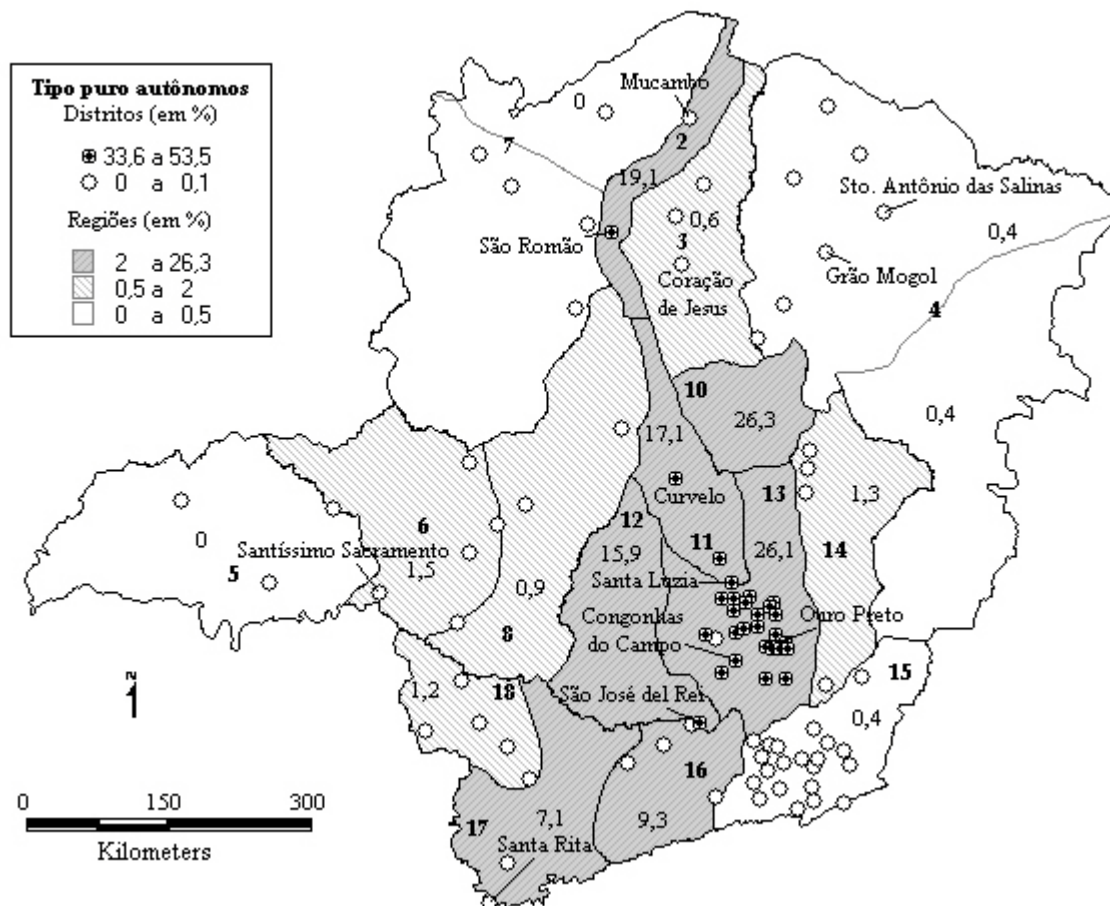 Tipo puro autônomos
Distritos (em %)
33,6 a 53,5
0 a 0,1
Regiões (em %)
2 a 26,3
0,5 a 2
0 a 0,5
Mucambo
0
2
7
19,1
Sto. Antônio das Salinas
0,6
São Romão
3
0,4
Coração
de Jesus
Grão Mogol
4
10
26,3
0,4
17,1
Curvelo
13
12
6
1,3
0
Santíssimo Sacramento
11
15,9
26,1
14
5
1,5
0,9
Santa Luzia
Congonhas
do Campo
Ouro Preto
8
15
N
1,2
18
São José del Rei
0,4
16
0 150 300
Kilometers
17
7,1
9,3
Santa Rita